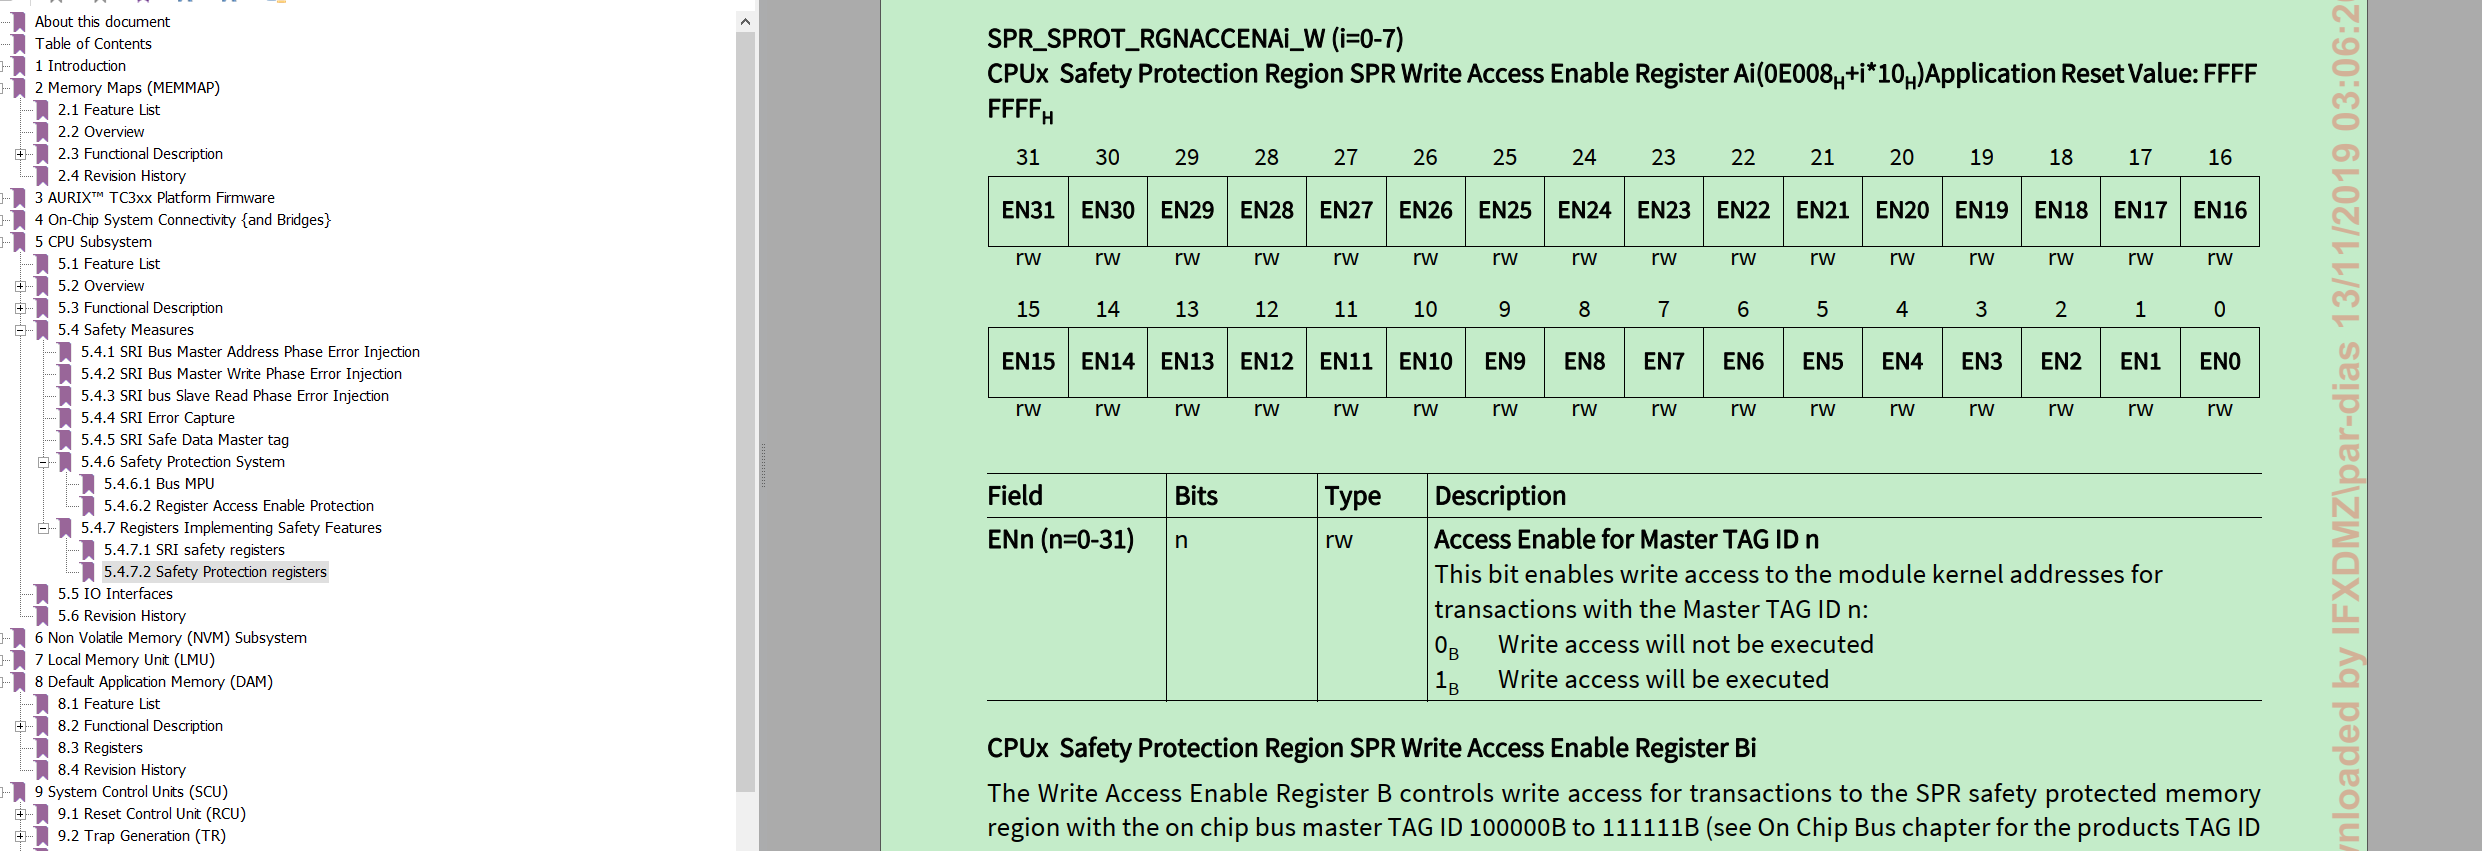 About this document
Table of Contents
1 Introduction
2 Memory Maps (MEMMAP)
2.1 Feature List
2.2 Overview
2.3 Functional Description
2.4 Revision History
3 AURIX™ TC3xx Platform Firmware
4 On-Chip System Connectivity {and Bridges}
5 CPU Subsystem
5.1 Feature List
5.2 Overview
5.3 Functional Description
5.4 Safety Measures
5.4.1 SRI Bus Master Address Phase Error Injection
5.4.2 SRI Bus Master Write Phase Error Injection
5.4.3 SRI bus Slave Read Phase Error Injection
5.4.4 SRI Error Capture
5.4.5 SRI Safe Data Master tag
5.4.6 Safety Protection System
5.4.6.1 Bus MPU
5.4.6.2 Register Access Enable Protection
5.4.7 Registers Implementing Safety Features
5.4.7.1 SRI safety registers
5.4.7.2 Safety Protection registers
5.5 IO Interfaces
5.6 Revision History
6 Non Volatile Memory (NVM) Subsystem
7 Local Memory Unit (LMU)
8 Default Application Memory (DAM)
8.1 Feature List
8.2 Functional Description
8.3 Registers
8.4 Revision History
9 System Control Units (SCU)
9.1 Reset Control Unit (RCU)
9.2 Trap Generation (TR)
SPR_SPROT_RGNACCENAi_W (i=0-7)
CPUx Safety Protection Region SPR Write Access Enable Register Ai(0E008H+i*10H)Application Reset Value: FFFF
FFFFH
31 30 29 28 27 26 25 24 23 22 21 20 19 18 17 16
EN31 EN30 EN29 EN28 EN27 EN26 EN25 EN24 EN23 EN22 EN21 EN20 EN19 EN18 EN17 EN16
rw rw rw rw rw rw rw rw rw rw rw rw rw rw rw rw
15 14 13 12 11 10 9 8 7 6 5 4 3 2 1 0
EN15 EN14 EN13 EN12 EN11 EN10 EN9 EN8 EN7 EN6 EN5 EN4 EN3 EN2 EN1 EN0
rw rw rw rw rw rw rw rw rw rw rw rw rw rw rw rw
Field Bits Type Description
ENn (n=0-31) n rw Access Enable for Master TAG ID n
This bit enables write access to the module kernel addresses for
transactions with the Master TAG ID n:
0B Write access will not be executed
1B Write access will be executed
CPUx Safety Protection Region SPR Write Access Enable Register Bi
The Write Access Enable Register B controls write access for transactions to the SPR safety protected memory
region with the on chip bus master TAG ID 100000B to 111111B (see On Chip Bus chapter for the products TAG ID
by IFXDMZ\par-dias 13/11/2019 03:06:2